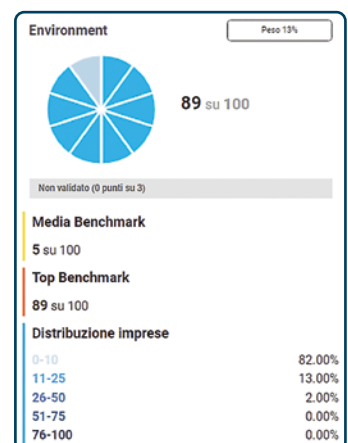 Environment
Peso 13%
89 su 100
Non validato (0 punti su 3)
Media Benchmark
5 su 100
Top Benchmark
89 su 100
Distribuzione imprese
0-10 82.00%
11-25 13.00%
26-50 2.00%
51-75 0.00%
76-100 0.00%